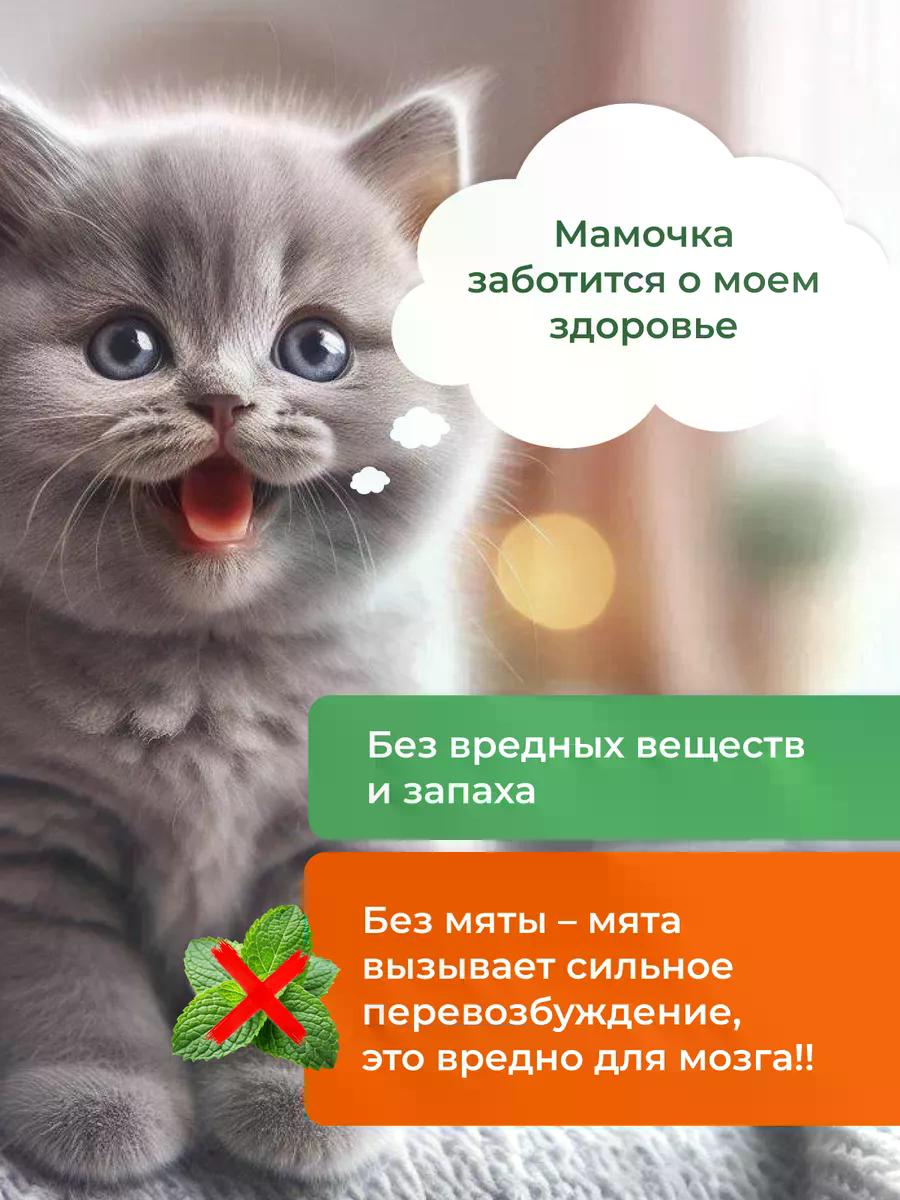 Мамочка
заботится о моем
здоровье
Без вредных веществ
и запаха
Без мяты – мята
вызывает сильное
перевозбуждение,
это вредно для мозга!!